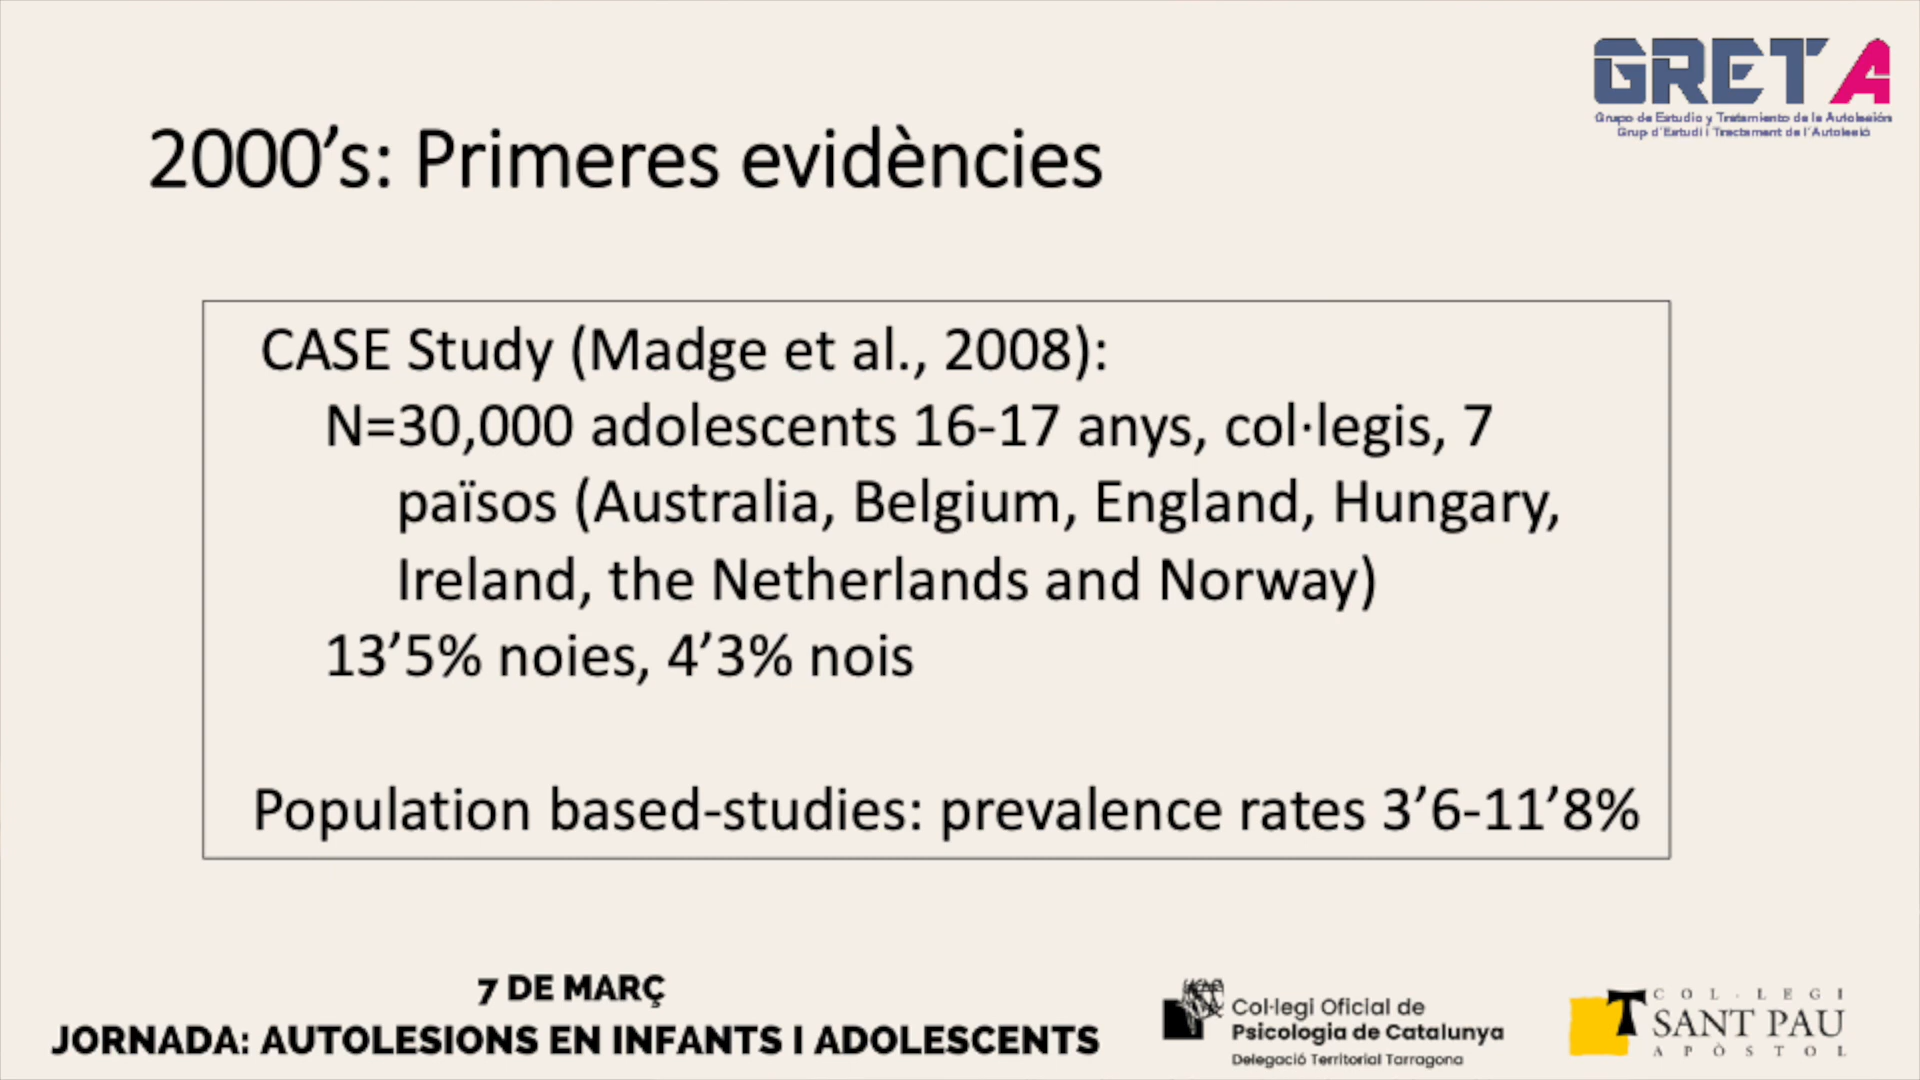 GRETA
Grupo de Estudio y Tratamiento de la Autolesión
Grup d'Estudi i Tractament de l'Autolesió
2000's: Primeres evidències
CASE Study (Madge et al., 2008):
N=30,000 adolescents 16-17 anys, col·legis, 7
països (Australia, Belgium, England, Hungary,
Ireland, the Netherlands and Norway)
13'5% noies, 4'3% nois
Population based-studies: prevalence rates 3'6-11'8%
7 DE MARÇ
JORNADA: AUTOLESIONS EN INFANTS I ADOLESCENTS
Col·legi Oficial de
Psicologia de Catalunya
Delegació Territorial Tarragona
COL·LEGI
SANT PAU
APÒSTOL